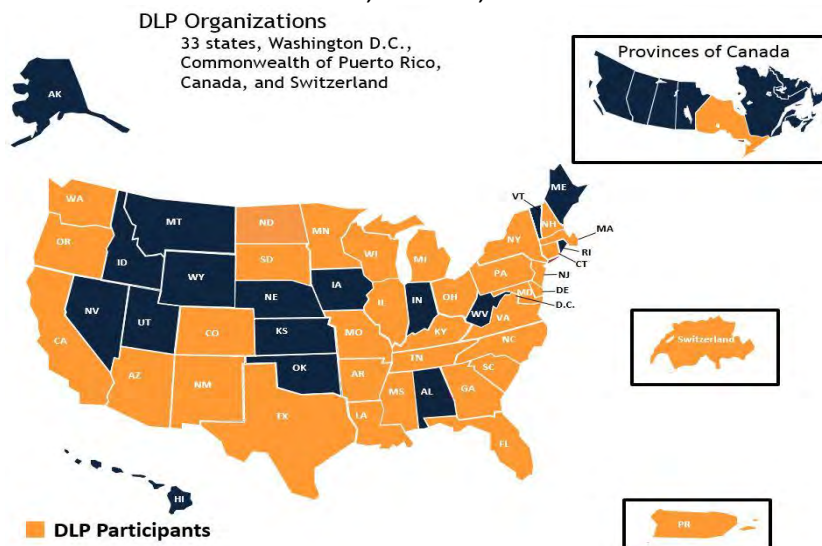 DLP Organizations
33 states, Washington D.C.,
Commonwealth of Puerto Rico,
Canada, and Switzerland
Provinces of Canada
AK
WA
OR
CA
ID
NV
MT
WY
UT
AZ
CO
NM
ND
SD
NE
KS
OK
TX
MN
IA
MO
AR
LA
WI
IL
MI
IN
OH
KY
TN
MS
AL
GA
FL
SC
NC
VA
WV
PA
NY
VT
ME
NH
MA
RI
CT
NJ
DE
MD
D.C.
HI
Switzerland
PR
DLP Participants